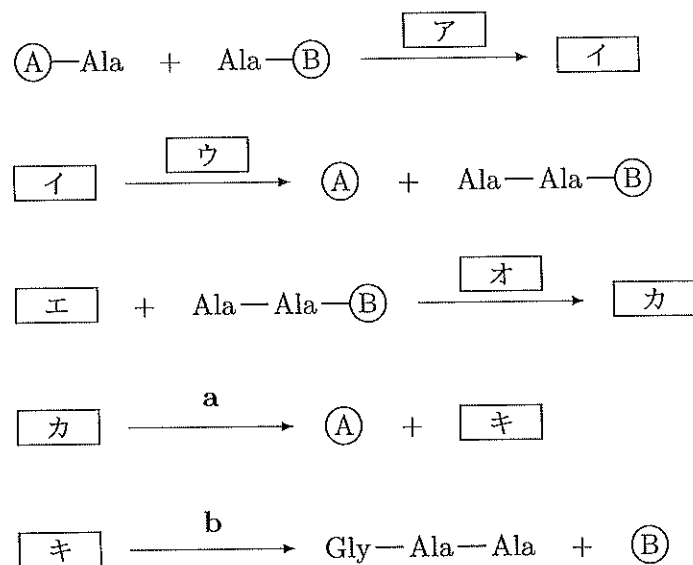 Ⓐ—Ala + Ala—Ⓑ ア イ
イ ウ Ⓐ + Ala—Ala—Ⓑ
エ + Ala—Ala—Ⓑ オ カ
カ a Ⓐ + キ
キ b Gly—Ala—Ala + Ⓑ